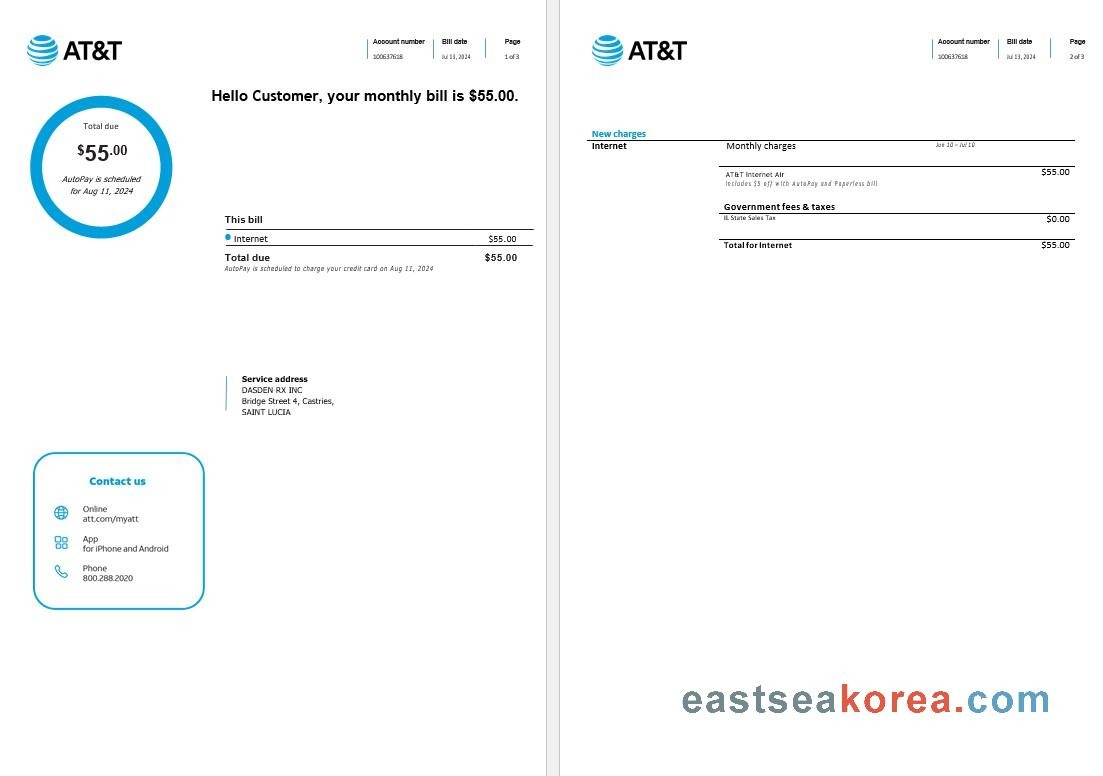 AT&T
Account number
Bill date
Page
100637618
Jul 13, 2024
1 of 3
Hello Customer, your monthly bill is $55.00.
Total due
$55.00
AutoPay is scheduled
for Aug 11, 2024
This bill
Internet $55.00
Total due $55.00
AutoPay is scheduled to charge your credit card on Aug 11, 2024
Service address
DASDEN RX INC
Bridge Street 4, Castries,
SAINT LUCIA
Contact us
Online
att.com/myatt
App
for iPhone and Android
Phone
800.288.2020
AT&T
Account number
Bill date
Page
100637618
Jul 13, 2024
2 of 3
New charges
Internet Monthly charges Jun 10 – Jul 10
AT&T Internet Air $55.00
Includes $5 off with AutoPay and Paperless bill
Government fees & taxes
IL State Sales Tax $0.00
Total for Internet $55.00
eastseakorea.com